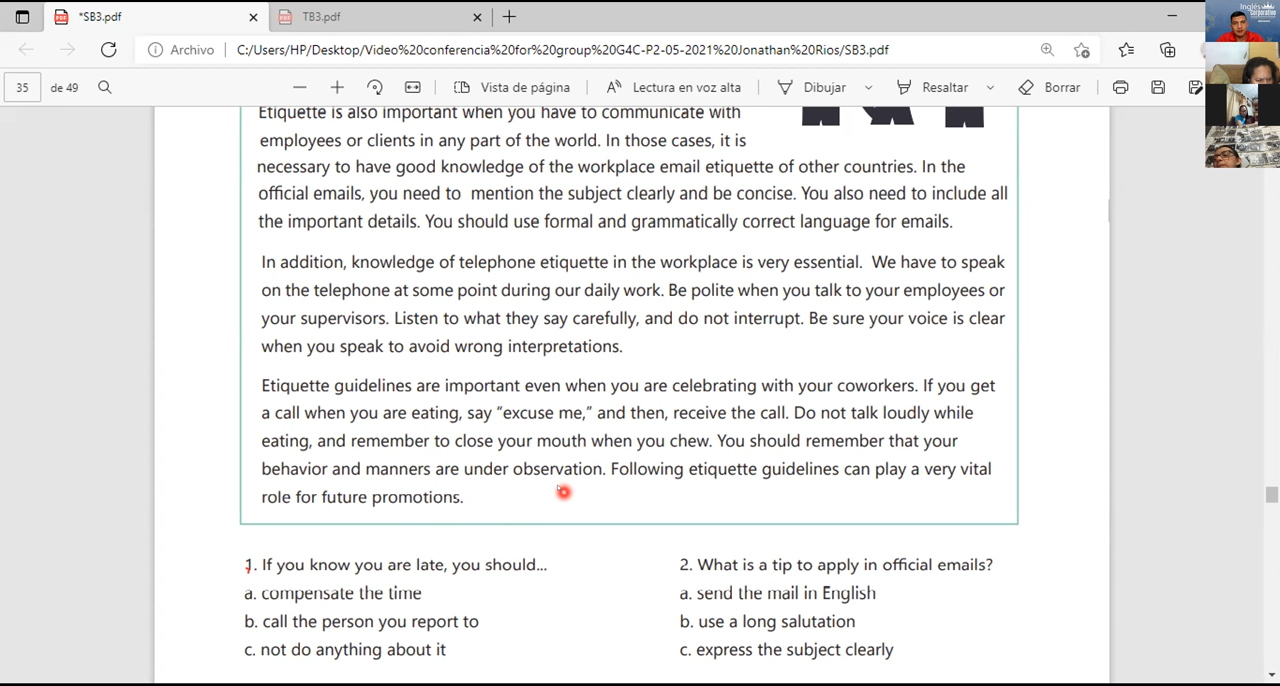 *SB3.pdf
TB3.pdf
Archivo
C:/Users/HP/Desktop/Video%20conferencia%20for%20group%20G4C-P2-05-2021%20Jonathan%20Rios/SB3.pdf
35 de 49
Vista de página
Lectura en voz alta
Dibujar
Resaltar
Borrar
Inglés
Corporativo
Etiquette is also important when you have to communicate with
employees or clients in any part of the world. In those cases, it is
necessary to have good knowledge of the workplace email etiquette of other countries. In the
official emails, you need to mention the subject clearly and be concise. You also need to include all
the important details. You should use formal and grammatically correct language for emails.
In addition, knowledge of telephone etiquette in the workplace is very essential. We have to speak
on the telephone at some point during our daily work. Be polite when you talk to your employees or
your supervisors. Listen to what they say carefully, and do not interrupt. Be sure your voice is clear
when you speak to avoid wrong interpretations.
Etiquette guidelines are important even when you are celebrating with your coworkers. If you get
a call when you are eating, say “excuse me,” and then, receive the call. Do not talk loudly while
eating, and remember to close your mouth when you chew. You should remember that your
behavior and manners are under observation. Following etiquette guidelines can play a very vital
role for future promotions.
1. If you know you are late, you should...
a. compensate the time
b. call the person you report to
c. not do anything about it
2. What is a tip to apply in official emails?
a. send the mail in English
b. use a long salutation
c. express the subject clearly